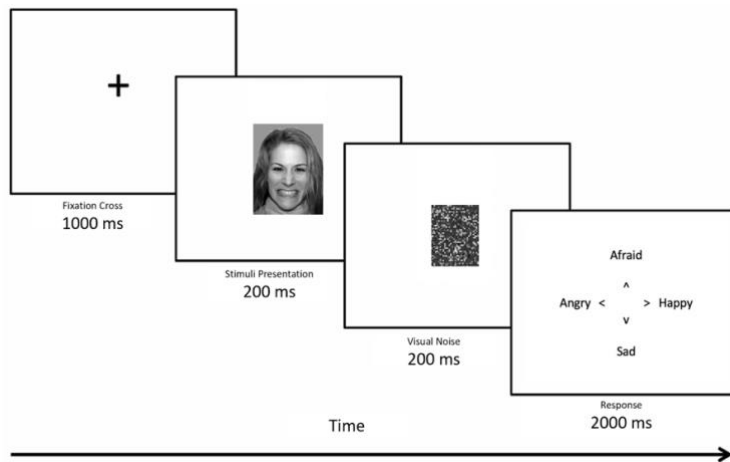 +
Fixation Cross
1000 ms
Stimuli Presentation
200 ms
Visual Noise
200 ms
Afraid
^
Angry < > Happy
v
Sad
Response
2000 ms
Time